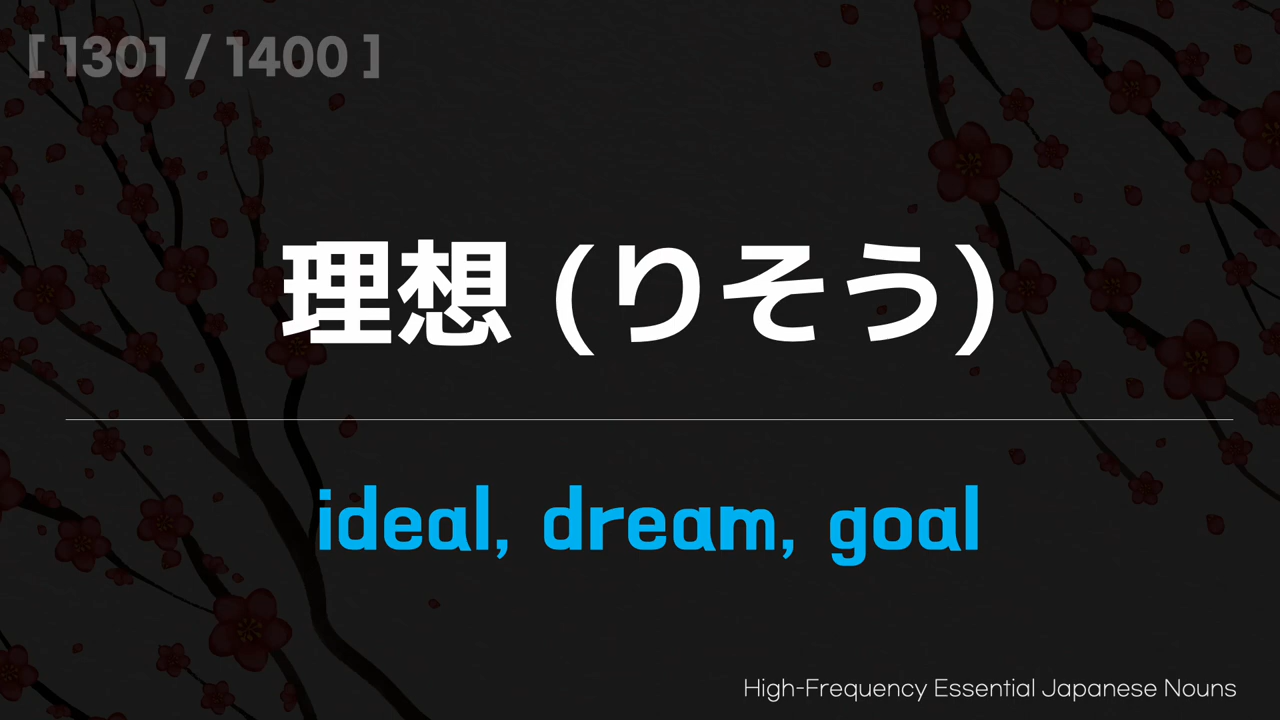 [ 1301 / 1400 ]
理想 (りそう)
ideal, dream, goal
High-Frequency Essential Japanese Nouns